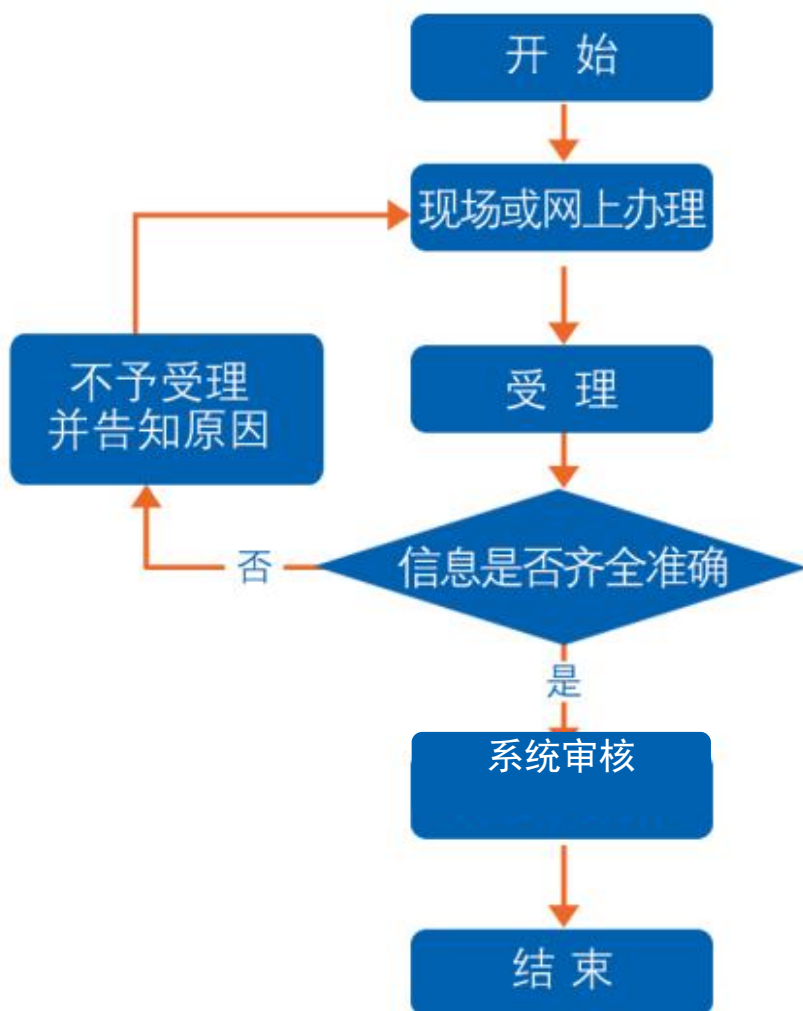 开 始
现场或网上办理
不予受理
并告知原因
受 理
信息是否齐全准确
否
是
系统审核
结 束